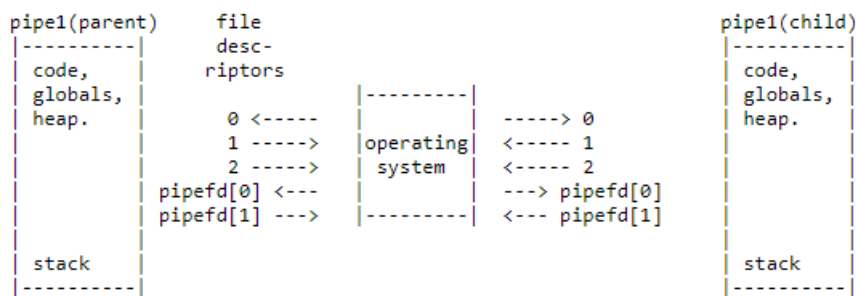 pipe1(parent)      file                                      pipe1(child)
|----------|      desc-                                      |----------|
| code,    |     riptors                                     | code,    |
| globals, |                  |---------|                    | globals, |
| heap.    |       0 <-----   |         |  -----> 0          | heap.    |
|          |       1 ----->   |operating|  <----- 1          |          |
|          |       2 ----->   | system  |  <----- 2          |          |
|          | pipefd[0] <---   |         |  ---> pipefd[0]    |          |
|          | pipefd[1] --->   |---------|  <--- pipefd[1]    |          |
|          |                                                 |          |
| stack    |                                                 | stack    |
|----------|                                                 |----------|